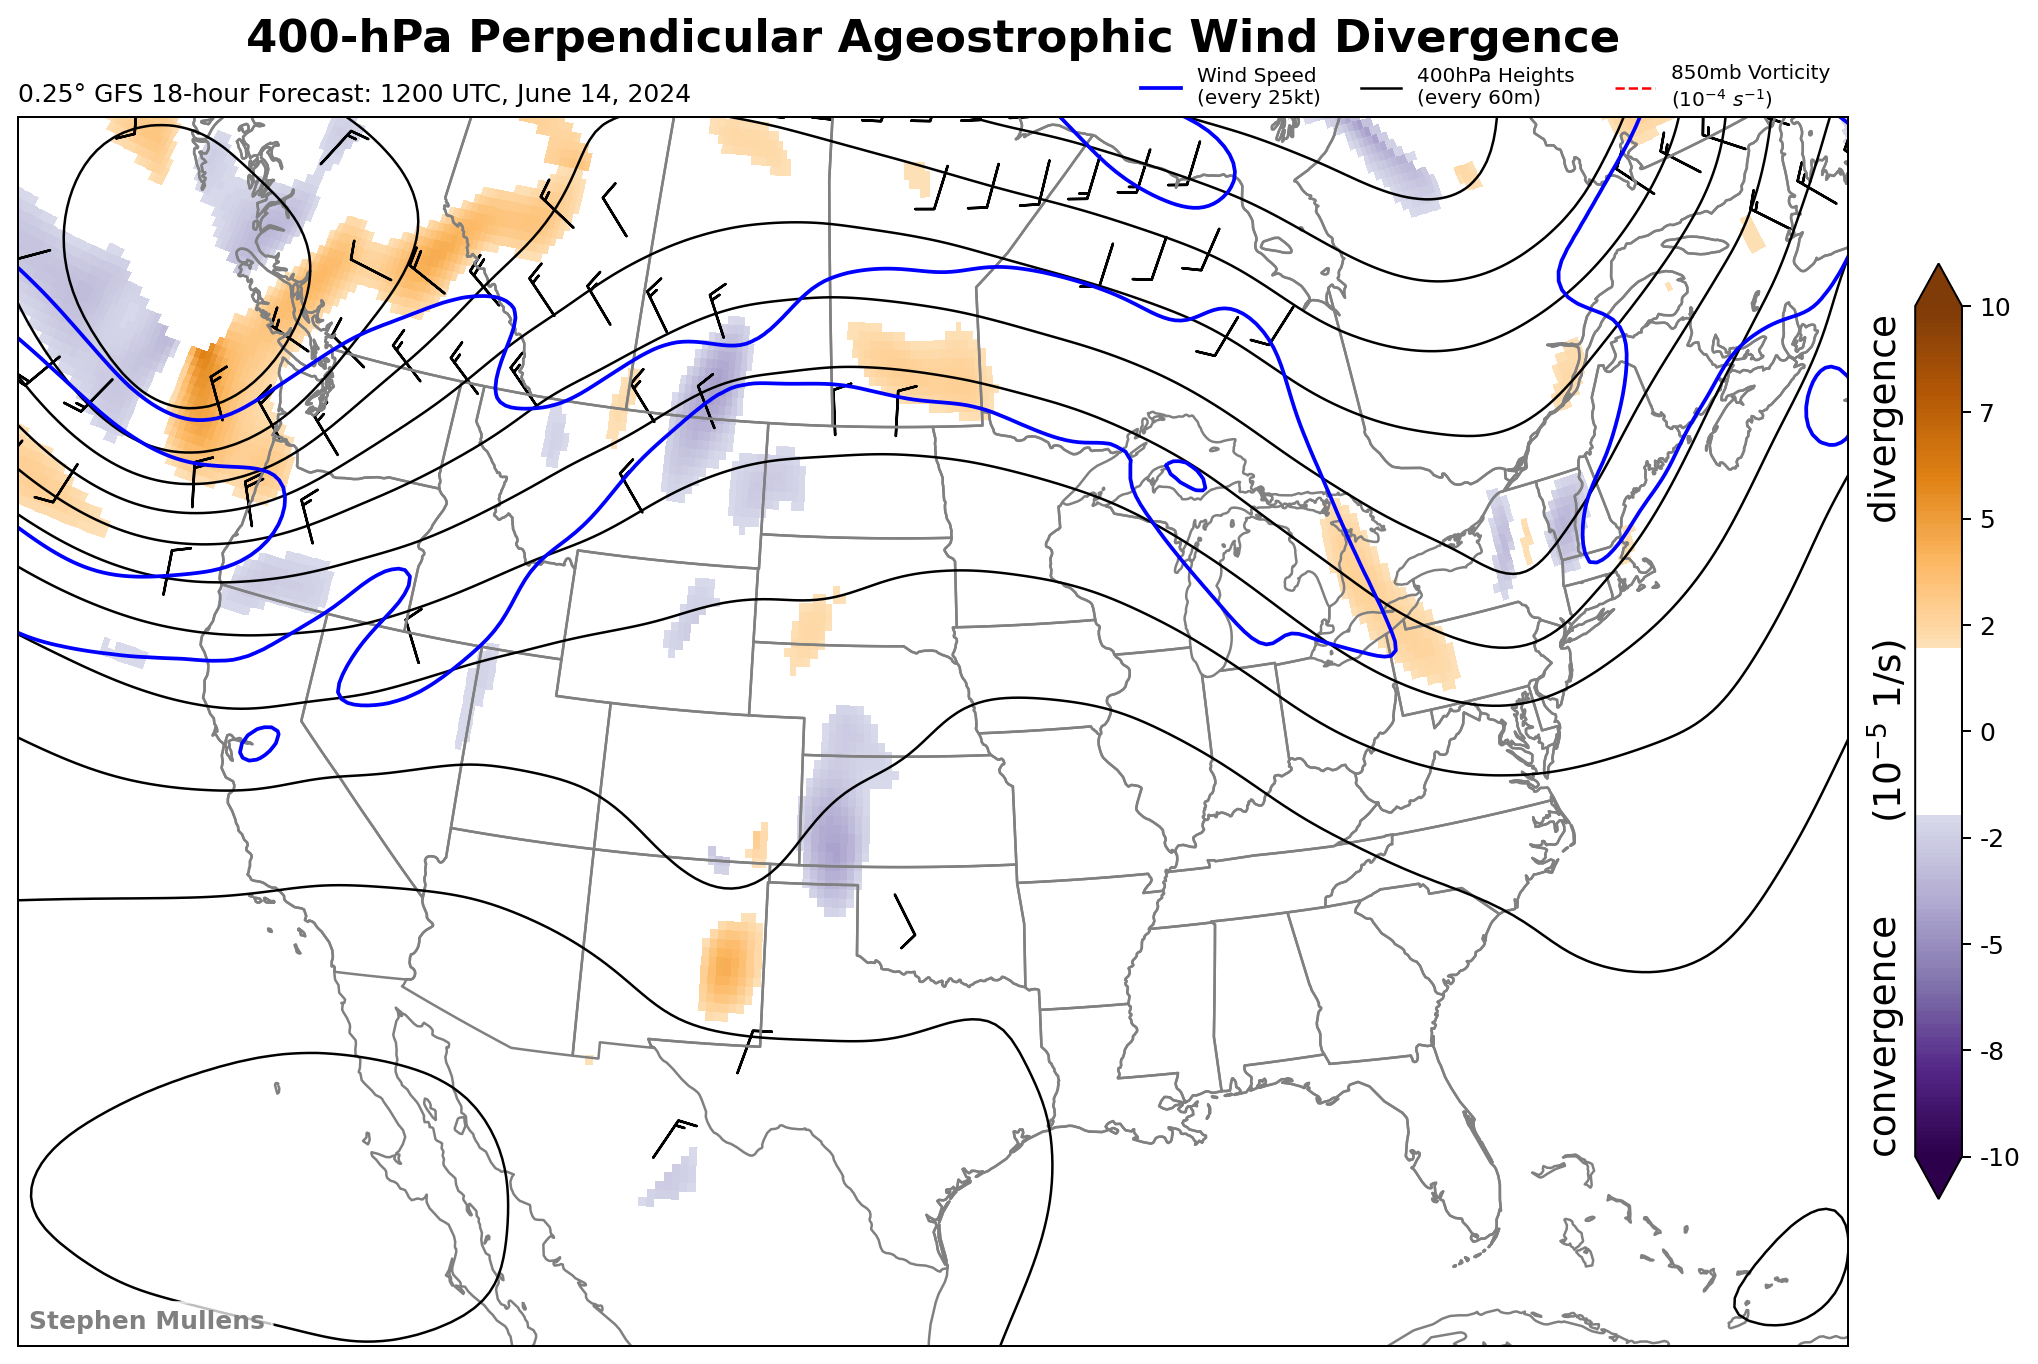 400-hPa Perpendicular Ageostrophic Wind Divergence
0.25° GFS 18-hour Forecast: 1200 UTC, June 14, 2024
Wind Speed
(every 25kt)
400hPa Heights
(every 60m)
850mb Vorticity
(10⁻⁴ s⁻¹)
10
7
5
2
0
-2
-5
-8
-10
convergence (10⁻⁵ 1/s) divergence
Stephen Mullens